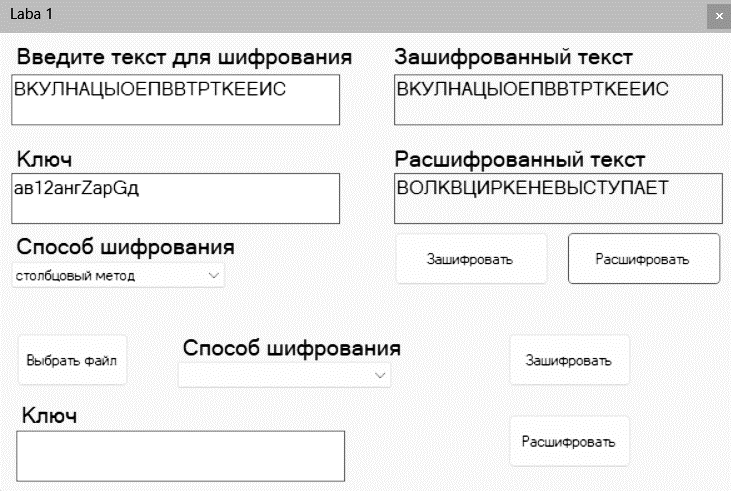 Laba 1
Введите текст для шифрования
Зашифрованный текст
ВКУЛНАЦЫОЕПВВТРТКЕЕИС
ВКУЛНАЦЫОЕПВВТРТКЕЕИС
Ключ
Расшифрованный текст
ав12ангZapGд
ВОЛКВЦИРКЕНЕВЫСТУПАЕТ
Способ шифрования
столбцовый метод
Зашифровать
Расшифровать
Выбрать файл
Способ шифрования
Зашифровать
Ключ
Расшифровать